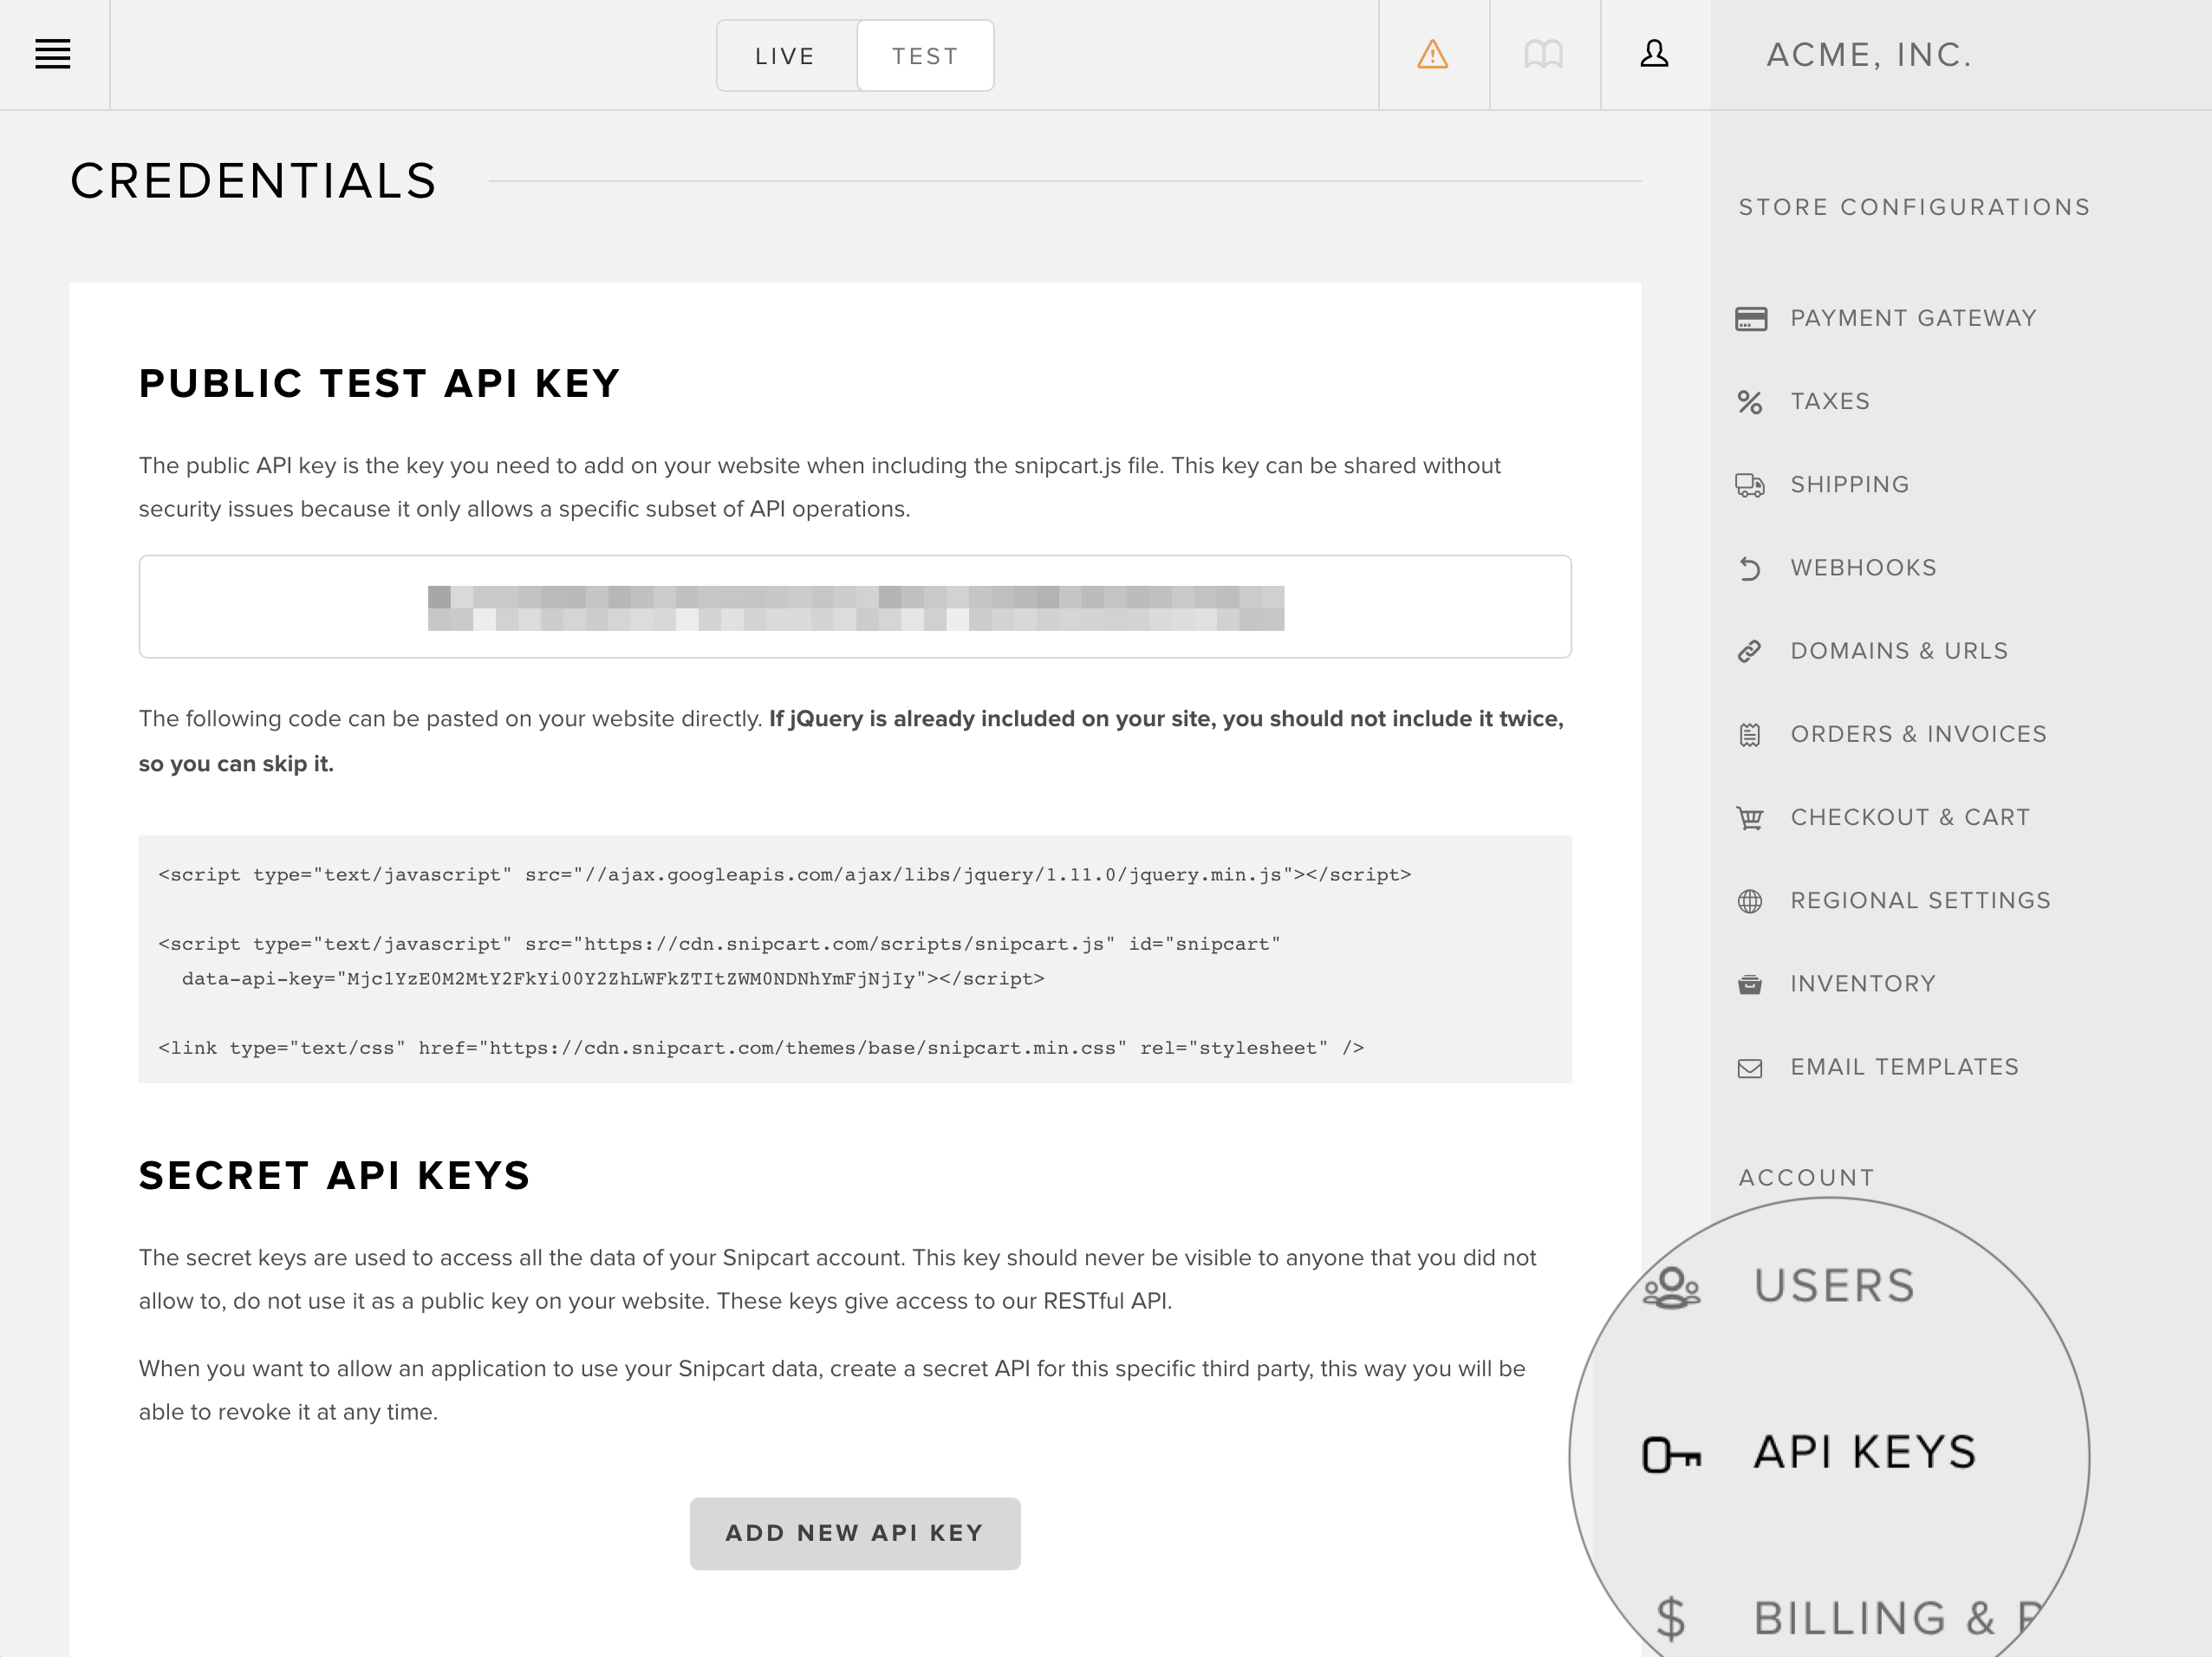 LIVE
TEST
ACME, INC.
CREDENTIALS
PUBLIC TEST API KEY
The public API key is the key you need to add on your website when including the snipcart.js file. This key can be shared without
security issues because it only allows a specific subset of API operations.
The following code can be pasted on your website directly. If jQuery is already included on your site, you should not include it twice,
so you can skip it.
<script type="text/javascript" src="//ajax.googleapis.com/ajax/libs/jquery/1.11.0/jquery.min.js"></script>
<script type="text/javascript" src="https://cdn.snipcart.com/scripts/snipcart.js" id="snipcart"
data-api-key="Mjc1YzE0M2MtY2FkYi00Y2ZhLWFkZTItZWM0NDNhYmFjNjIy"></script>
<link type="text/css" href="https://cdn.snipcart.com/themes/base/snipcart.min.css" rel="stylesheet" />
SECRET API KEYS
The secret keys are used to access all the data of your Snipcart account. This key should never be visible to anyone that you did not
allow to, do not use it as a public key on your website. These keys give access to our RESTful API.
When you want to allow an application to use your Snipcart data, create a secret API for this specific third party, this way you will be
able to revoke it at any time.
ADD NEW API KEY
STORE CONFIGURATIONS
PAYMENT GATEWAY
TAXES
SHIPPING
WEBHOOKS
DOMAINS & URLS
ORDERS & INVOICES
CHECKOUT & CART
REGIONAL SETTINGS
INVENTORY
EMAIL TEMPLATES
ACCOUNT
USERS
API KEYS
BILLING &